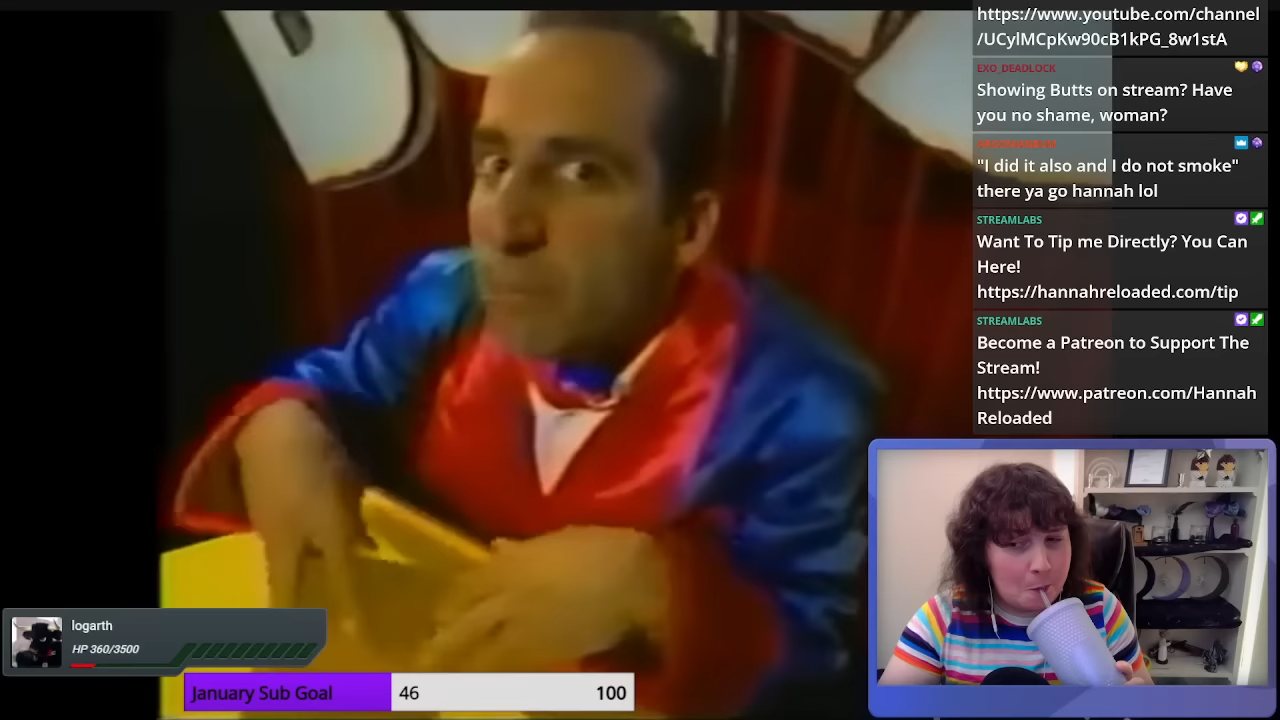 https://www.youtube.com/channel
/UCylMCpKw90cB1kPG_8w1stA
EXO_DEADLOCK
Showing Butts on stream? Have
you no shame, woman?
"I did it also and I do not smoke"
there ya go hannah lol
STREAMLABS
Want To Tip me Directly? You Can
Here!
https://hannahreloaded.com/tip
STREAMLABS
Become a Patreon to Support The
Stream!
https://www.patreon.com/Hannah
Reloaded
logarth
HP 360/3500
January Sub Goal
46
100